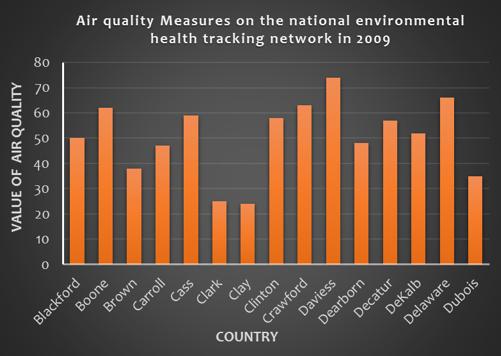 Air quality Measures on the national environmental
health tracking network in 2009
VALUE OF AIR QUALITY
80
70
60
50
40
30
20
10
0
Blackford
Boone
Brown
Carroll
Cass
Clark
Clay
Clinton
Crawford
Daviess
Dearborn
Decatur
DeKalb
Delaware
Dubois
COUNTRY